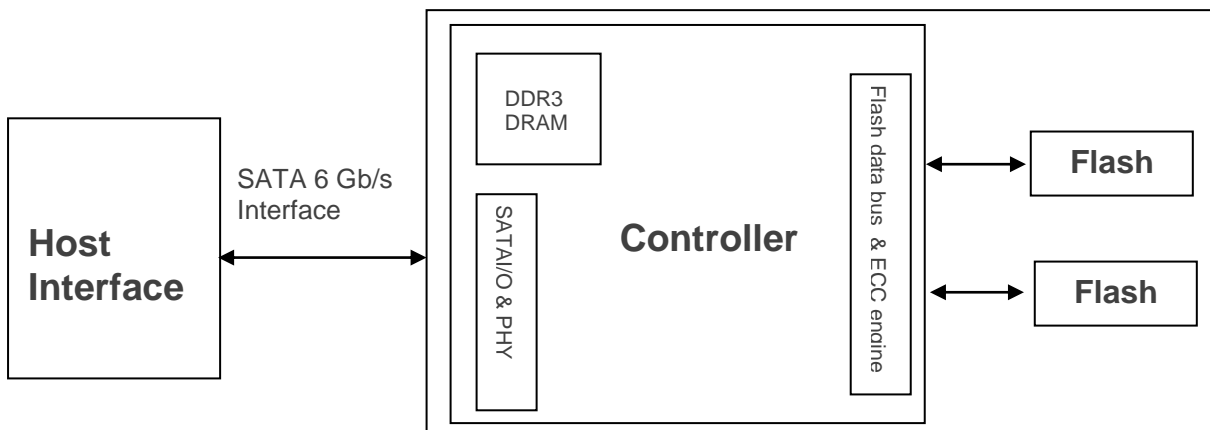 Host
Interface
SATA 6 Gb/s
Interface
DDR3
DRAM
SATAI/O & PHY
Controller
Flash data bus & ECC engine
Flash
Flash